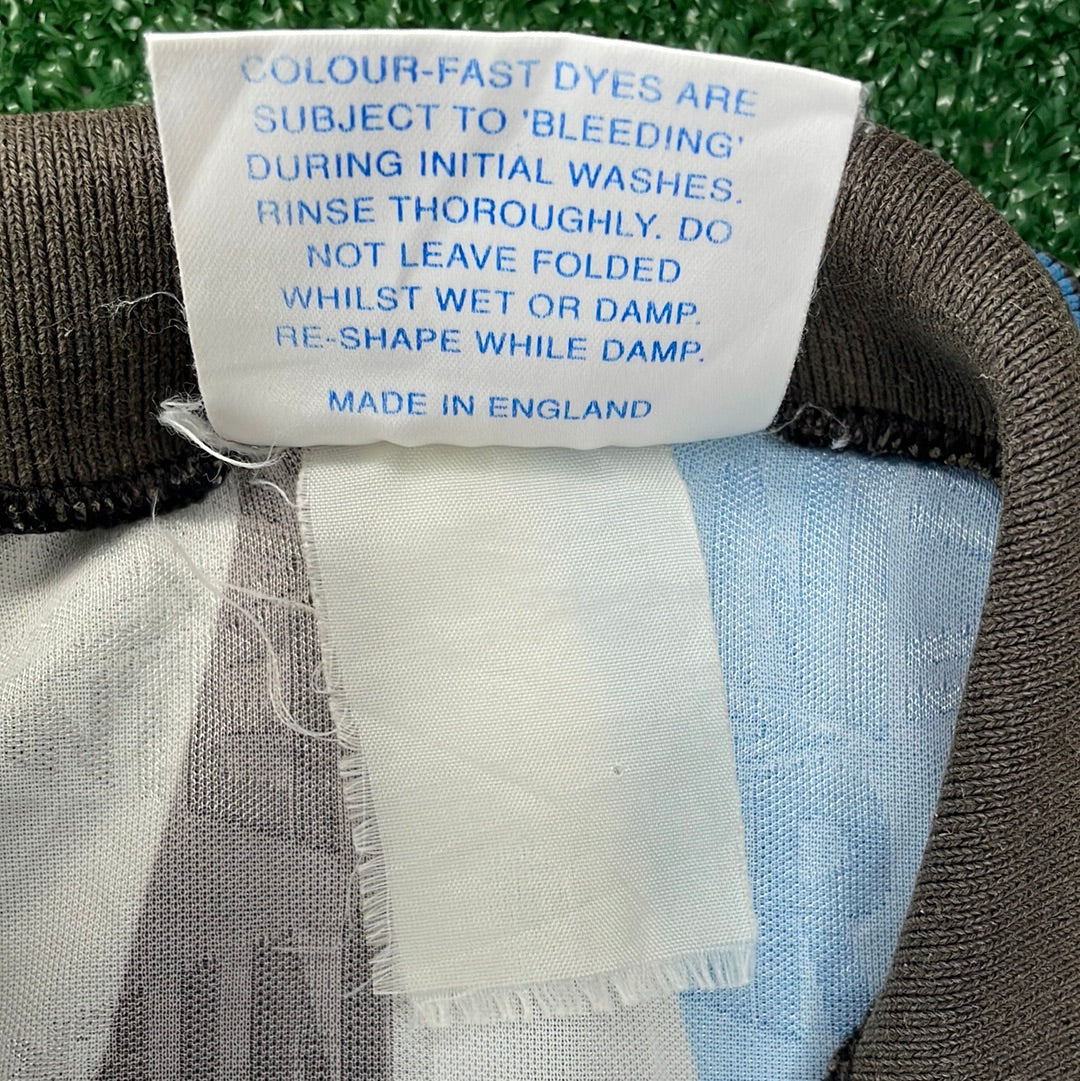 COLOUR-FAST DYES ARE
SUBJECT TO 'BLEEDING'
DURING INITIAL WASHES.
RINSE THOROUGHLY. DO
NOT LEAVE FOLDED
WHILST WET OR DAMP.
RE-SHAPE WHILE DAMP.
MADE IN ENGLAND